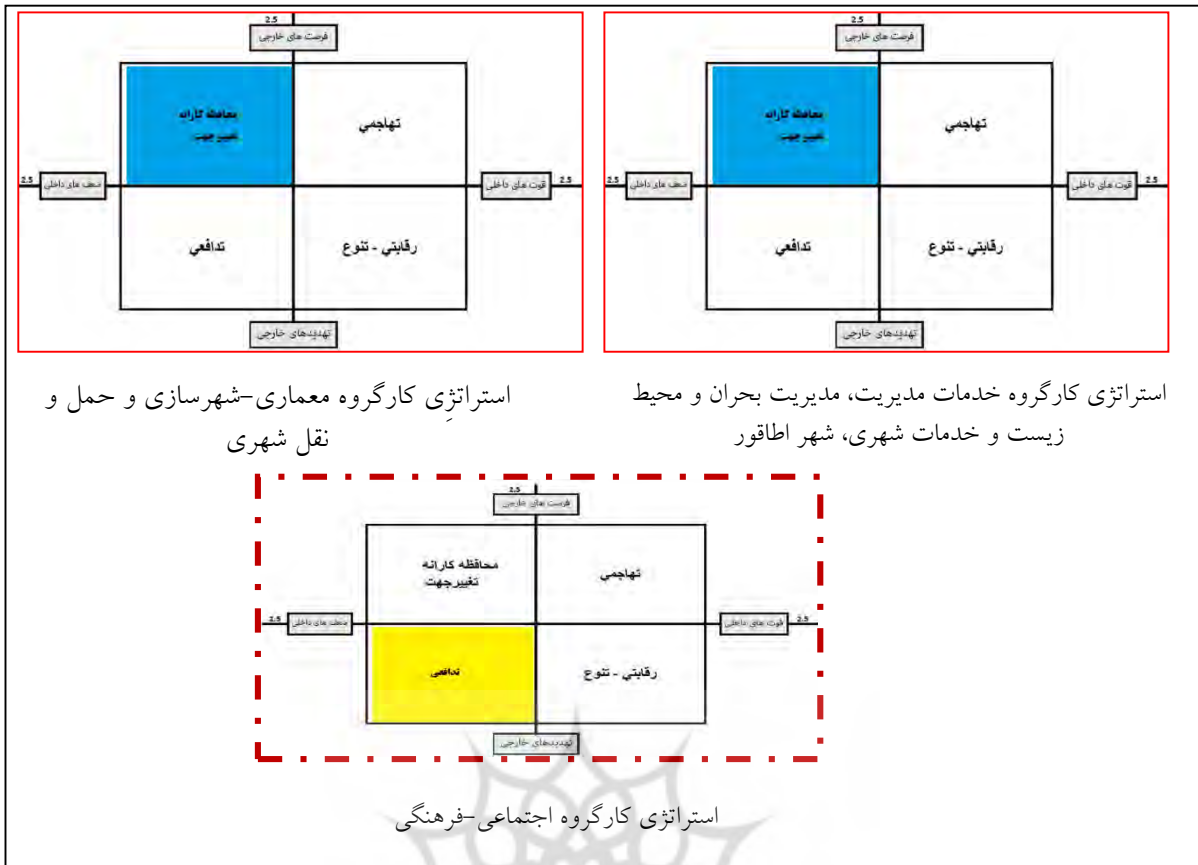 2.5
فرصت های خارجی
محافظه کارانه
تغییر جهت
تهاجمي
2.5
ضعف های داخلی
قوت های داخلی
2.5
تدافعي
رقابتي - تنوع
تهدیدهای خارجی
استراتژِی کارگروه معماری-شهرسازی و حمل و
نقل شهری
2.5
فرصت های خارجی
محافظه کارانه
تغییر جهت
تهاجمي
2.5
ضعف های داخلی
قوت های داخلی
2.5
تدافعي
رقابتي - تنوع
تهدیدهای خارجی
استراتژی کارگروه خدمات مدیریت، مدیریت بحران و محیط
زیست و خدمات شهری، شهر اطاقور
2.5
فرصت های خارجی
محافظه کارانه
تغییرجهت
تهاجمي
2.5
ضعف های داخلی
قوت های داخلی
2.5
تدافعی
رقابتي - تنوع
تهدیدهای خارجی
استراتژی کارگروه اجتماعی-فرهنگی